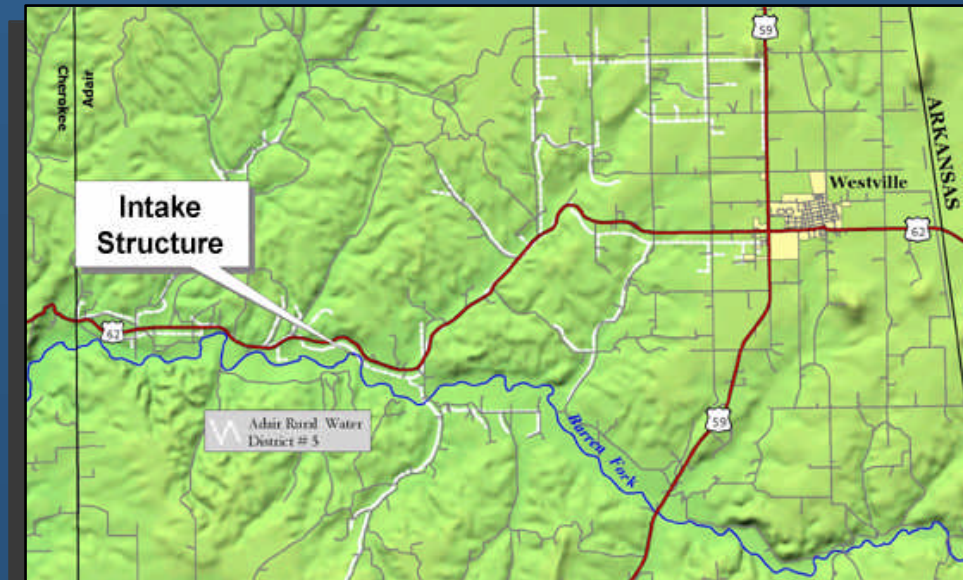 59
Adair
Cherokee
ARKANSAS
Westville
Intake
Structure
62
62
Adair Rural Water
District # 5
59
Barren Fork